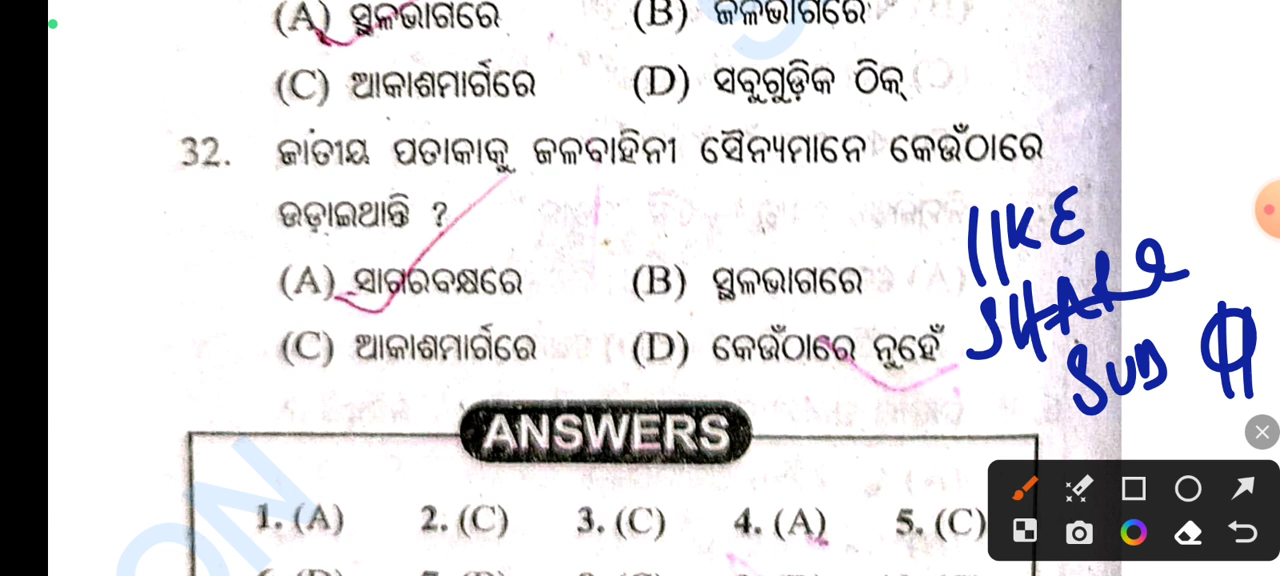 (A) ସ୍ଥଳଭାଗରେ (B) ଜଳଭାଗରେ
(C) ଆକାଶମାର୍ଗରେ (D) ସବୁଗୁଡ଼ିକ ଠିକ୍
32. ଜାତୀୟ ପତାକାକୁ ଜଳବାହିନୀ ସୈନ୍ୟମାନେ କେଉଁଠାରେ
ଉଡ଼ାଇଥାନ୍ତି ?
(A) ସାଗରବକ୍ଷରେ (B) ସ୍ଥଳଭାଗରେ
(C) ଆକାଶମାର୍ଗରେ (D) କେଉଁଠାରେ ନୁହେଁ
LIKE
SHARE
SUB
ANSWERS
1. (A) 2. (C) 3. (C) 4. (A) 5. (C)